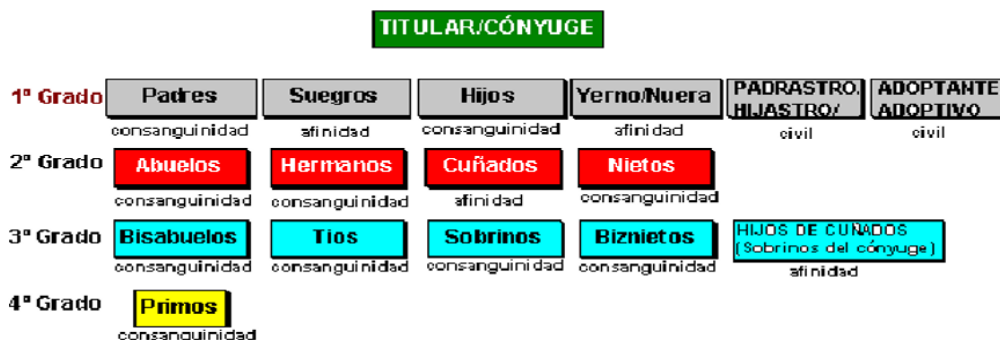 TITULAR/CÓNYUGE
1º Grado Padres Suegros Hijos Yerno/Nuera PADRASTRO, ADOPTANTE
HIJASTRO/ ADOPTIVO
consanguinidad afinidad consanguinidad afinidad civil civil
2º Grado Abuelos Hermanos Cuñados Nietos
consanguinidad consanguinidad afinidad consanguinidad
3º Grado Bisabuelos Tios Sobrinos Biznietos HIJOS DE CUÑADOS
(Sobrinos del cónyuge)
consanguinidad consanguinidad consanguinidad consanguinidad afinidad
4º Grado Primos
consanguinidad